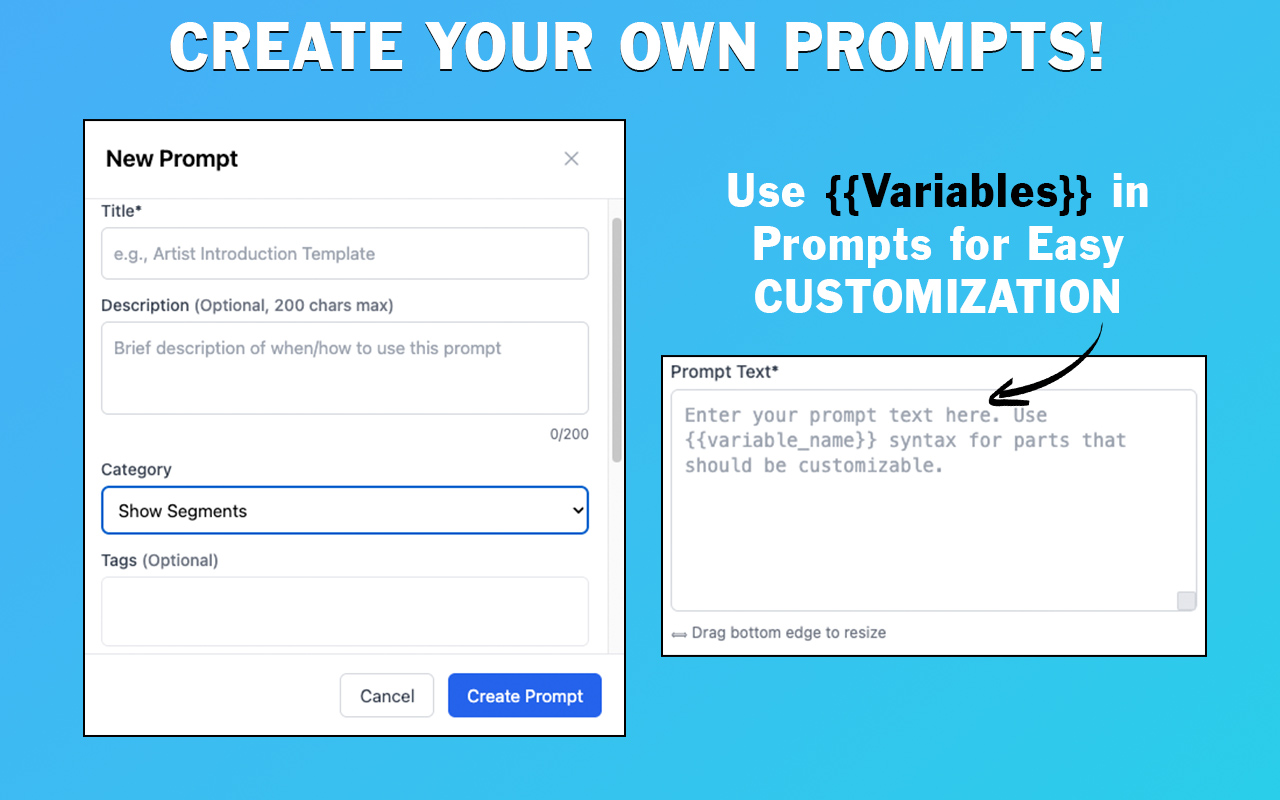 CREATE YOUR OWN PROMPTS!
New Prompt
Title*
e.g., Artist Introduction Template
Description (Optional, 200 chars max)
Brief description of when/how to use this prompt
0/200
Category
Show Segments
Tags (Optional)
Cancel
Create Prompt
Use {{Variables}} in
Prompts for Easy
CUSTOMIZATION
Prompt Text*
Enter your prompt text here. Use
{{variable_name}} syntax for parts that
should be customizable.
Drag bottom edge to resize